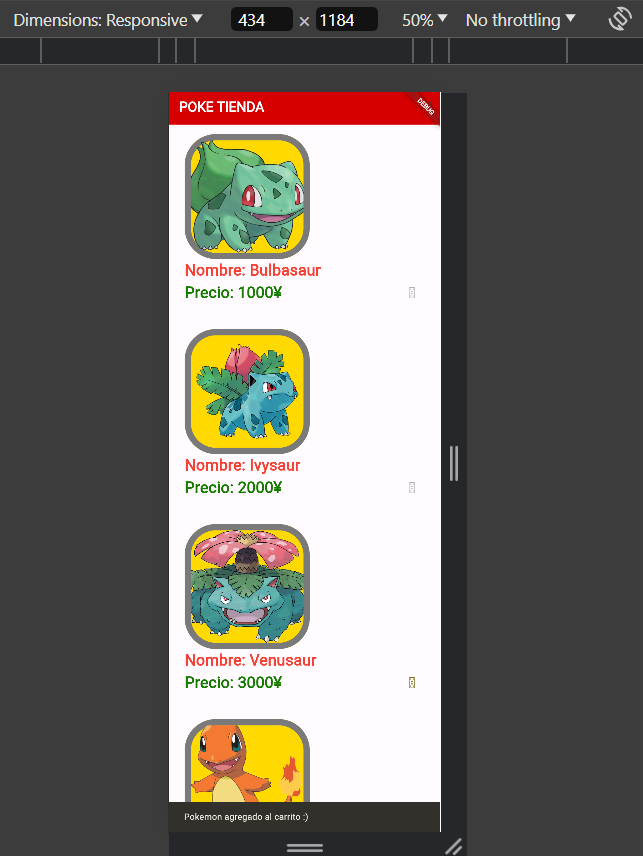 Dimensions: Responsive 434 × 1184 50% No throttling
POKE TIENDA
DEBUG
Nombre: Bulbasaur
Precio: 1000¥
Nombre: Ivysaur
Precio: 2000¥
Nombre: Venusaur
Precio: 3000¥
Pokemon agregado al carrito :)